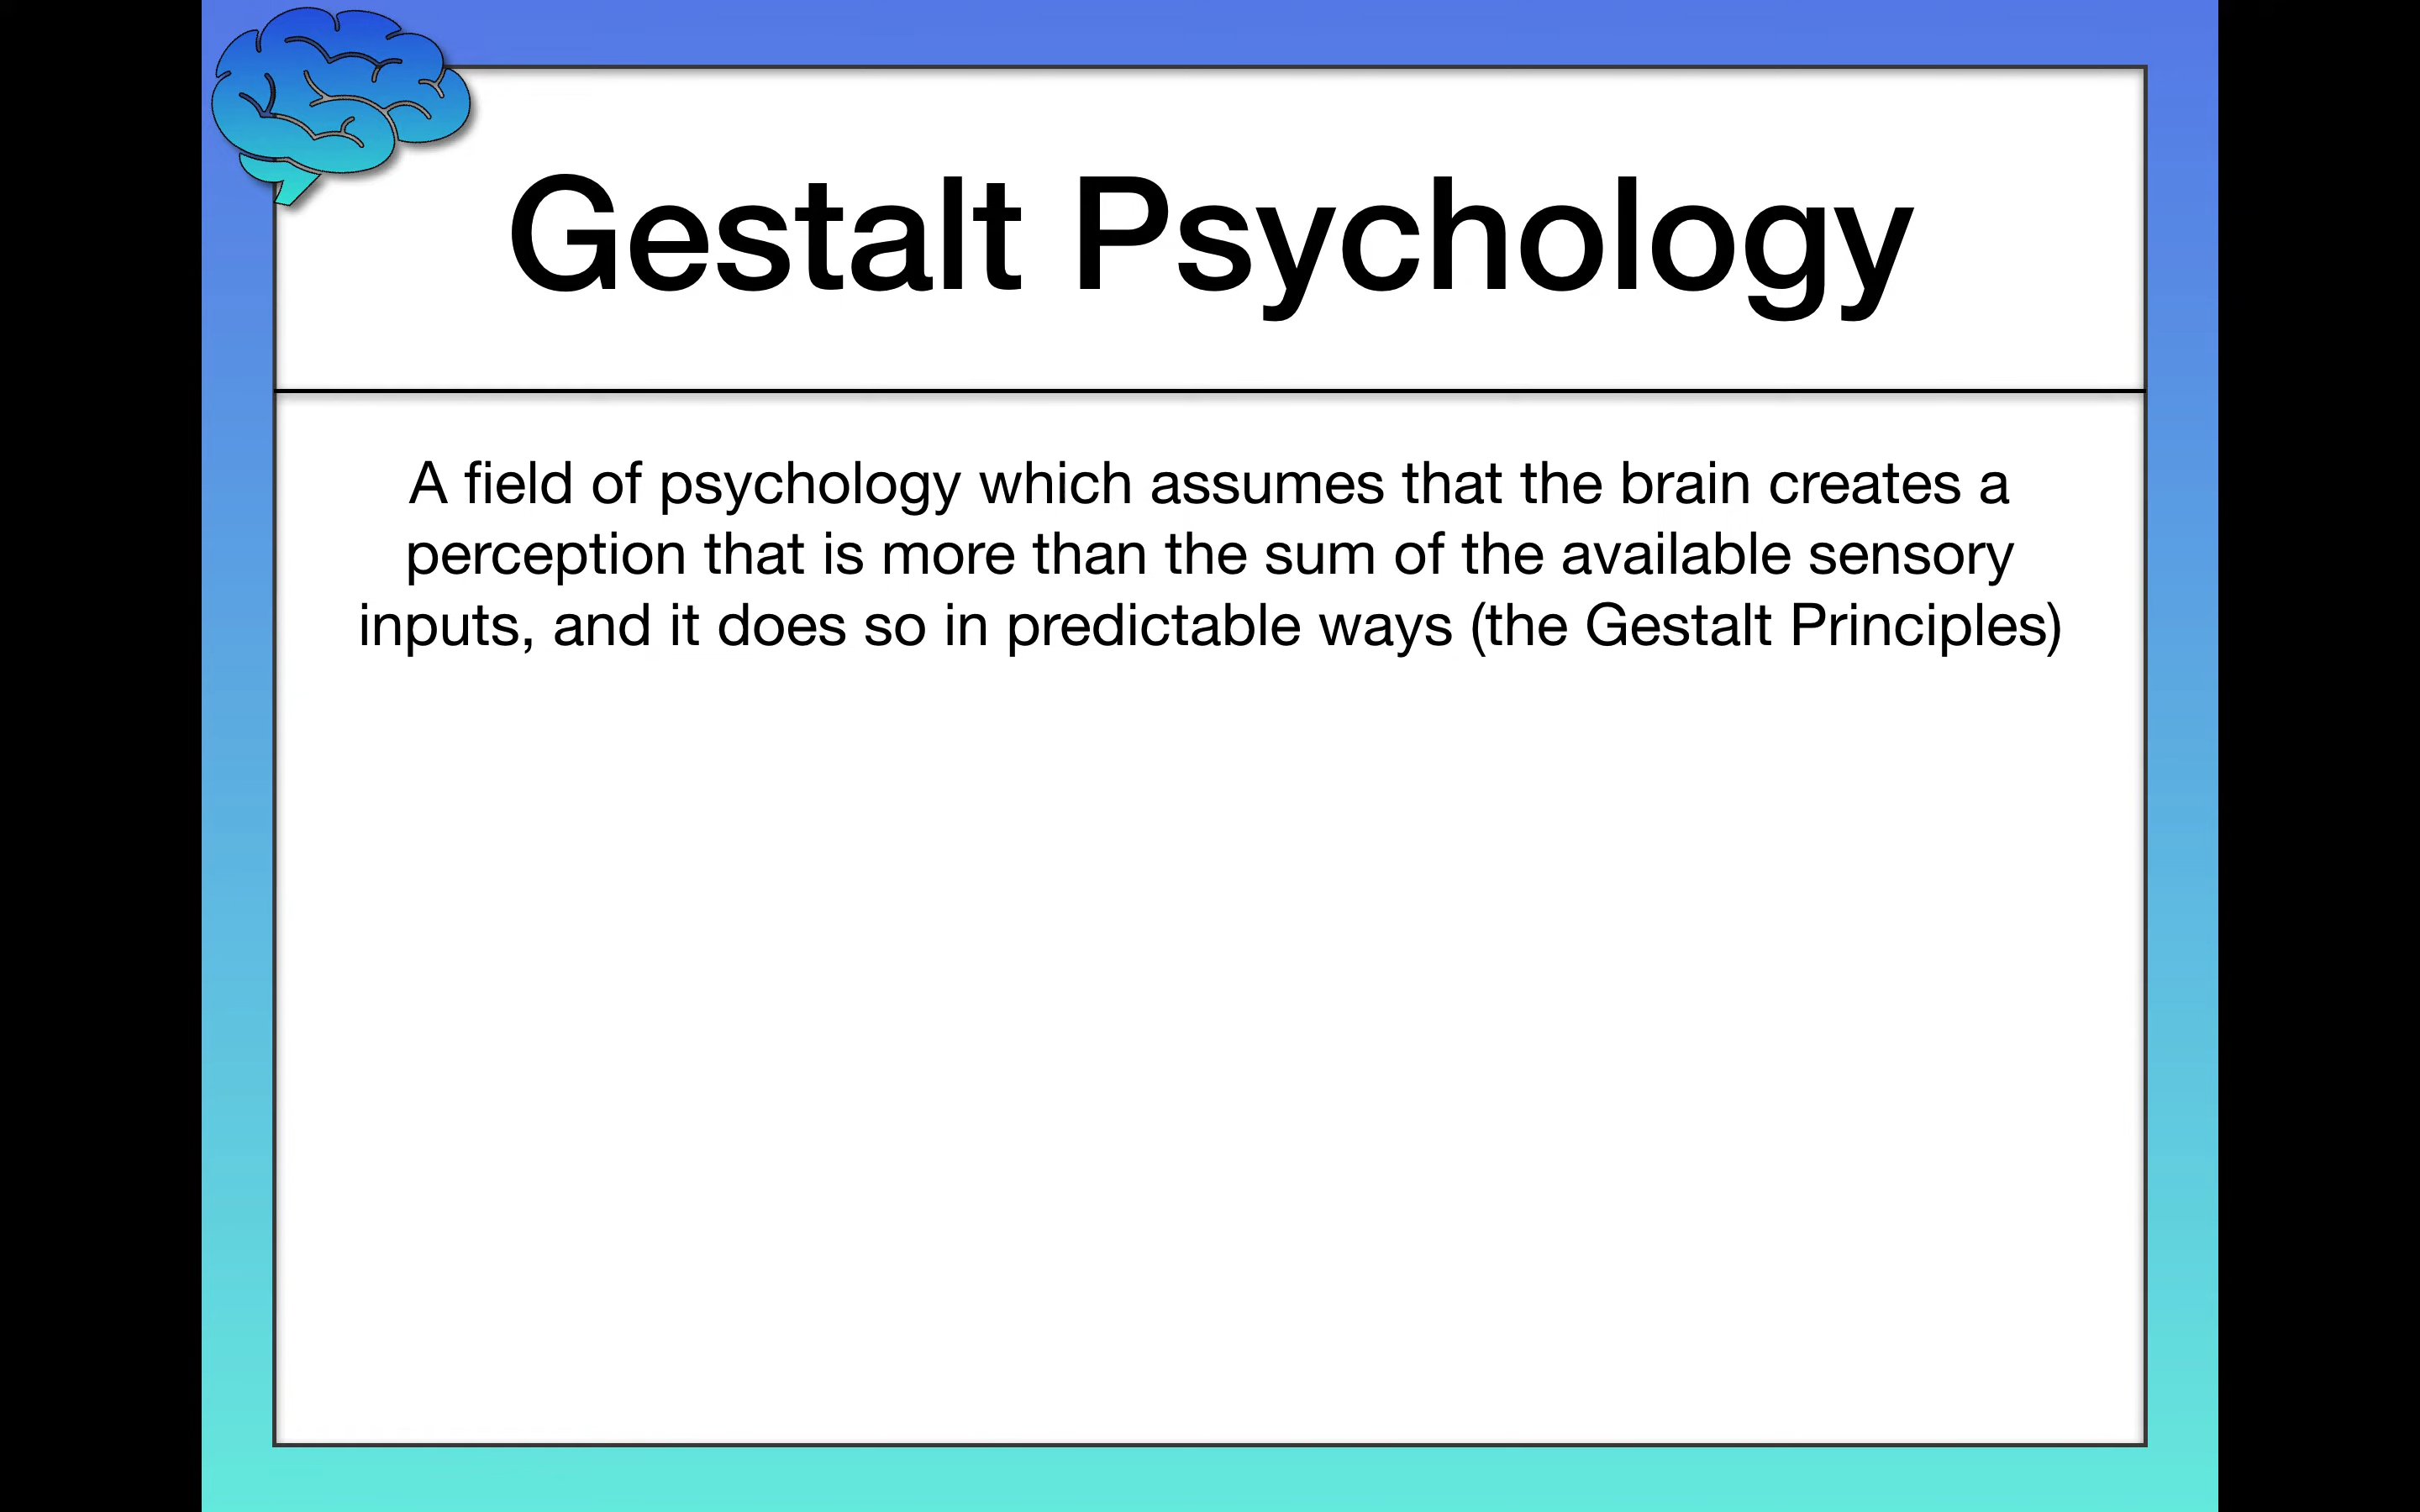 Gestalt Psychology
A field of psychology which assumes that the brain creates a
perception that is more than the sum of the available sensory
inputs, and it does so in predictable ways (the Gestalt Principles)